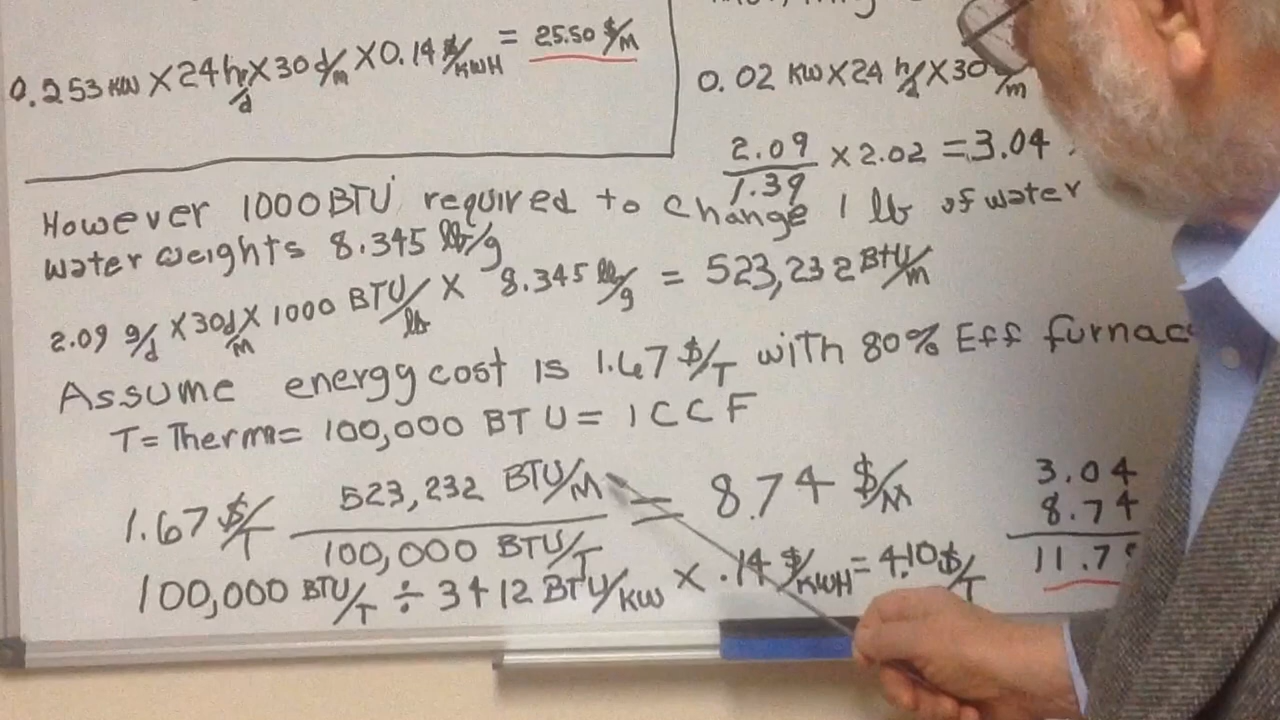 0.253 KW X 24 hr/d X 30 d/m X 0.14 $/KWH = 25.50 $/M
0.02 KW X 24 h/d X 30 /m
2.09/1.39 X 2.02 = 3.04
However 1000 BTU required to change 1 lb of water
water weights 8.345 lb/g
2.09 g/d X 30 d/M X 1000 BTU/lb X 8.345 lb/g = 523,232 BTU/M
Assume energy cost is 1.67 $/T with 80% Eff furnac
T = Therm = 100,000 BTU = 1 CCF
1.67 $/T 523,232 BTU/M / 100,000 BTU/T = 8.74 $/M
100,000 BTU/T ÷ 3412 BTU/KW X .14 $/KWH = 4.10 $/T
3.04
8.74
11.7